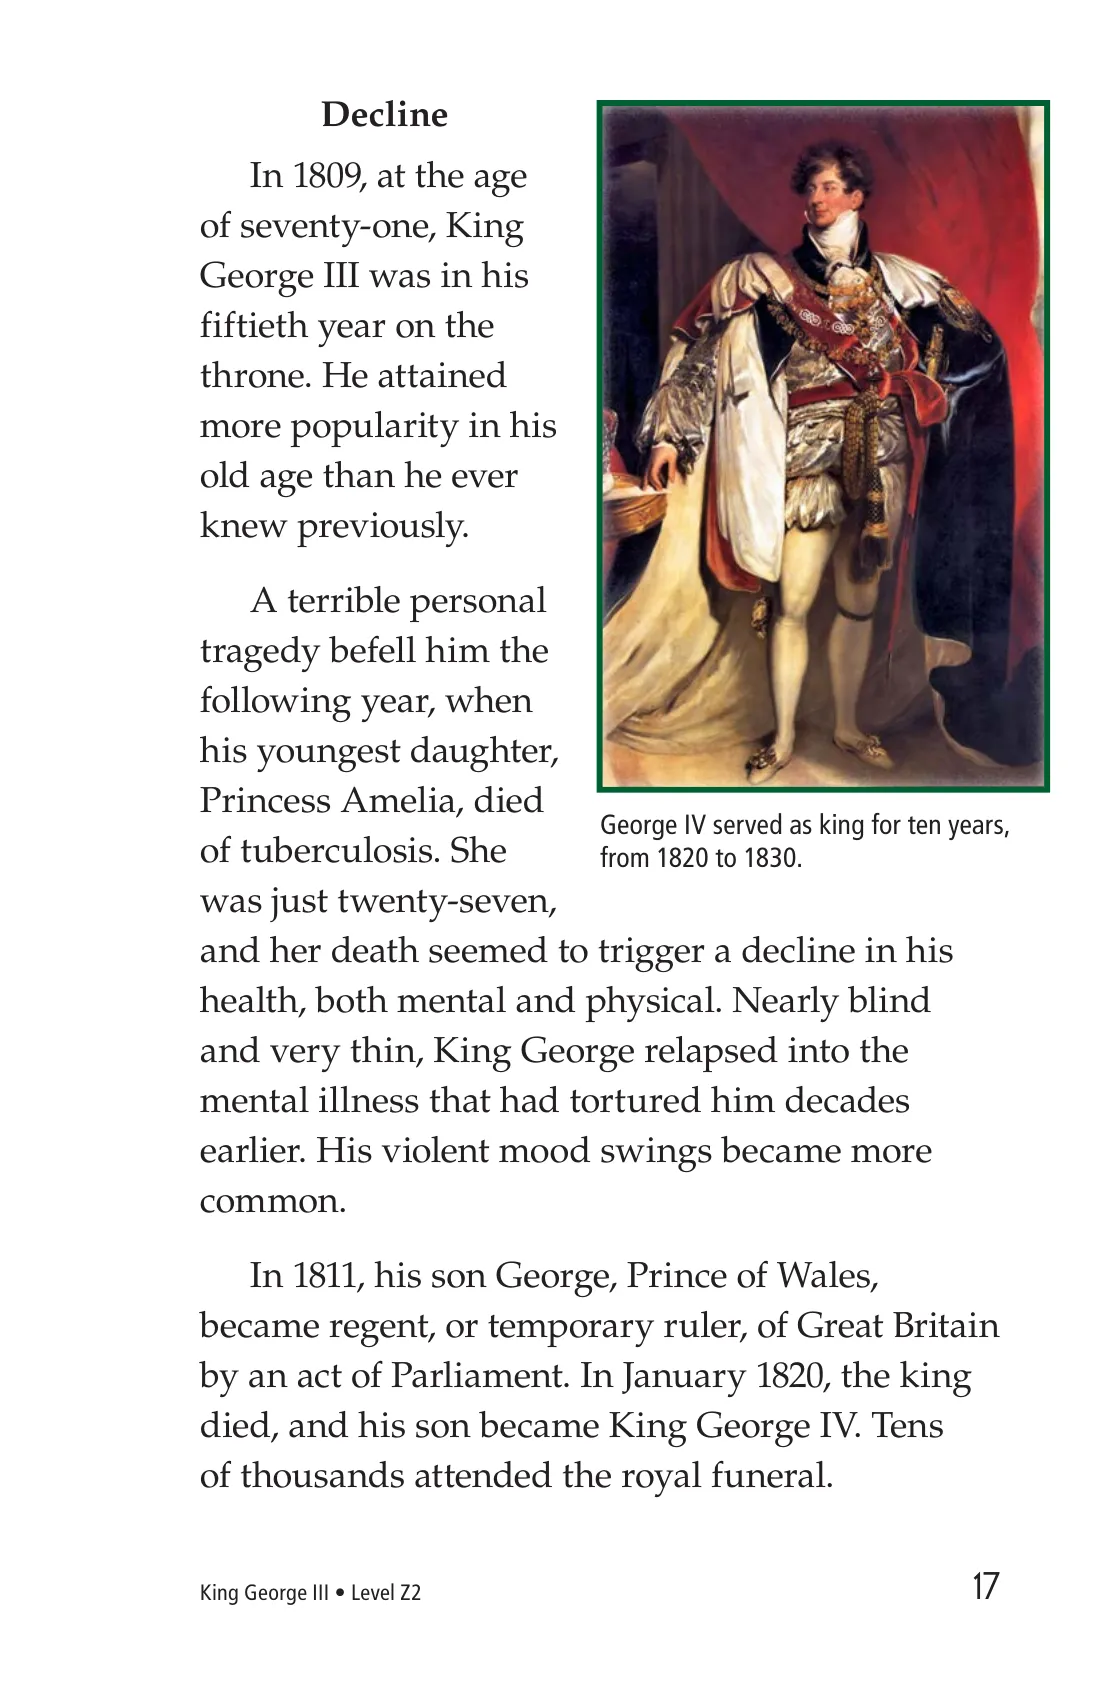 Decline
In 1809, at the age
of seventy-one, King
George III was in his
fiftieth year on the
throne. He attained
more popularity in his
old age than he ever
knew previously.
A terrible personal
tragedy befell him the
following year, when
his youngest daughter,
Princess Amelia, died
of tuberculosis. She
was just twenty-seven,
and her death seemed to trigger a decline in his
health, both mental and physical. Nearly blind
and very thin, King George relapsed into the
mental illness that had tortured him decades
earlier. His violent mood swings became more
common.
In 1811, his son George, Prince of Wales,
became regent, or temporary ruler, of Great Britain
by an act of Parliament. In January 1820, the king
died, and his son became King George IV. Tens
of thousands attended the royal funeral.
George IV served as king for ten years,
from 1820 to 1830.
King George III • Level Z2
17